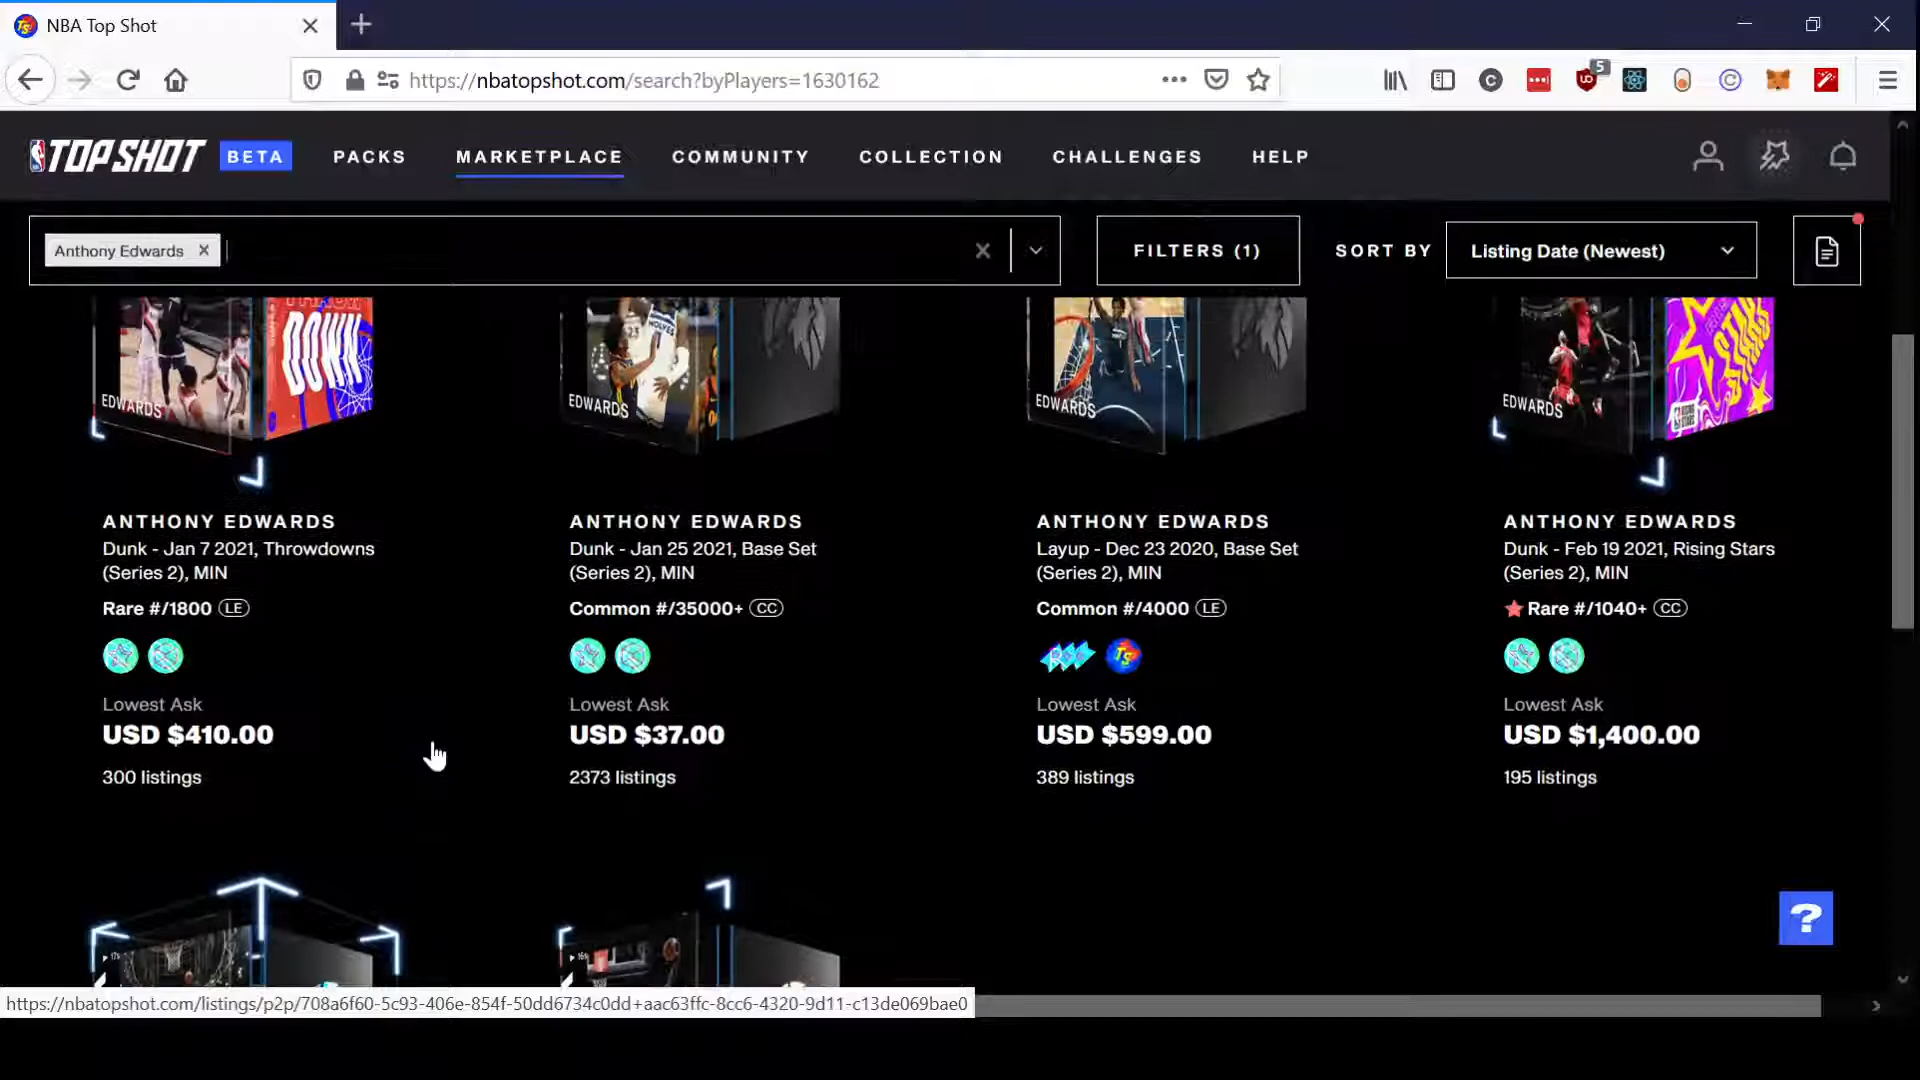 NBA Top Shot
https://nbatopshot.com/search?byPlayers=1630162
5
TOP SHOT BETA PACKS MARKETPLACE COMMUNITY COLLECTION CHALLENGES HELP
Anthony Edwards
FILTERS (1)
SORT BY
Listing Date (Newest)
DOWN
EDWARDS
EDWARDS
EDWARDS
EDWARDS
ANTHONY EDWARDS
Dunk - Jan 7 2021, Throwdowns
(Series 2), MIN
Rare #/1800 LE
Lowest Ask
USD $410.00
300 listings
ANTHONY EDWARDS
Dunk - Jan 25 2021, Base Set
(Series 2), MIN
Common #/35000+ CC
Lowest Ask
USD $37.00
2373 listings
ANTHONY EDWARDS
Layup - Dec 23 2020, Base Set
(Series 2), MIN
Common #/4000 LE
TS
Lowest Ask
USD $599.00
389 listings
ANTHONY EDWARDS
Dunk - Feb 19 2021, Rising Stars
(Series 2), MIN
Rare #/1040+ CC
Lowest Ask
USD $1,400.00
195 listings
?
https://nbatopshot.com/listings/p2p/708a6f60-5c93-406e-854f-50dd6734c0dd+aac63ffc-8cc6-4320-9d11-c13de069bae0